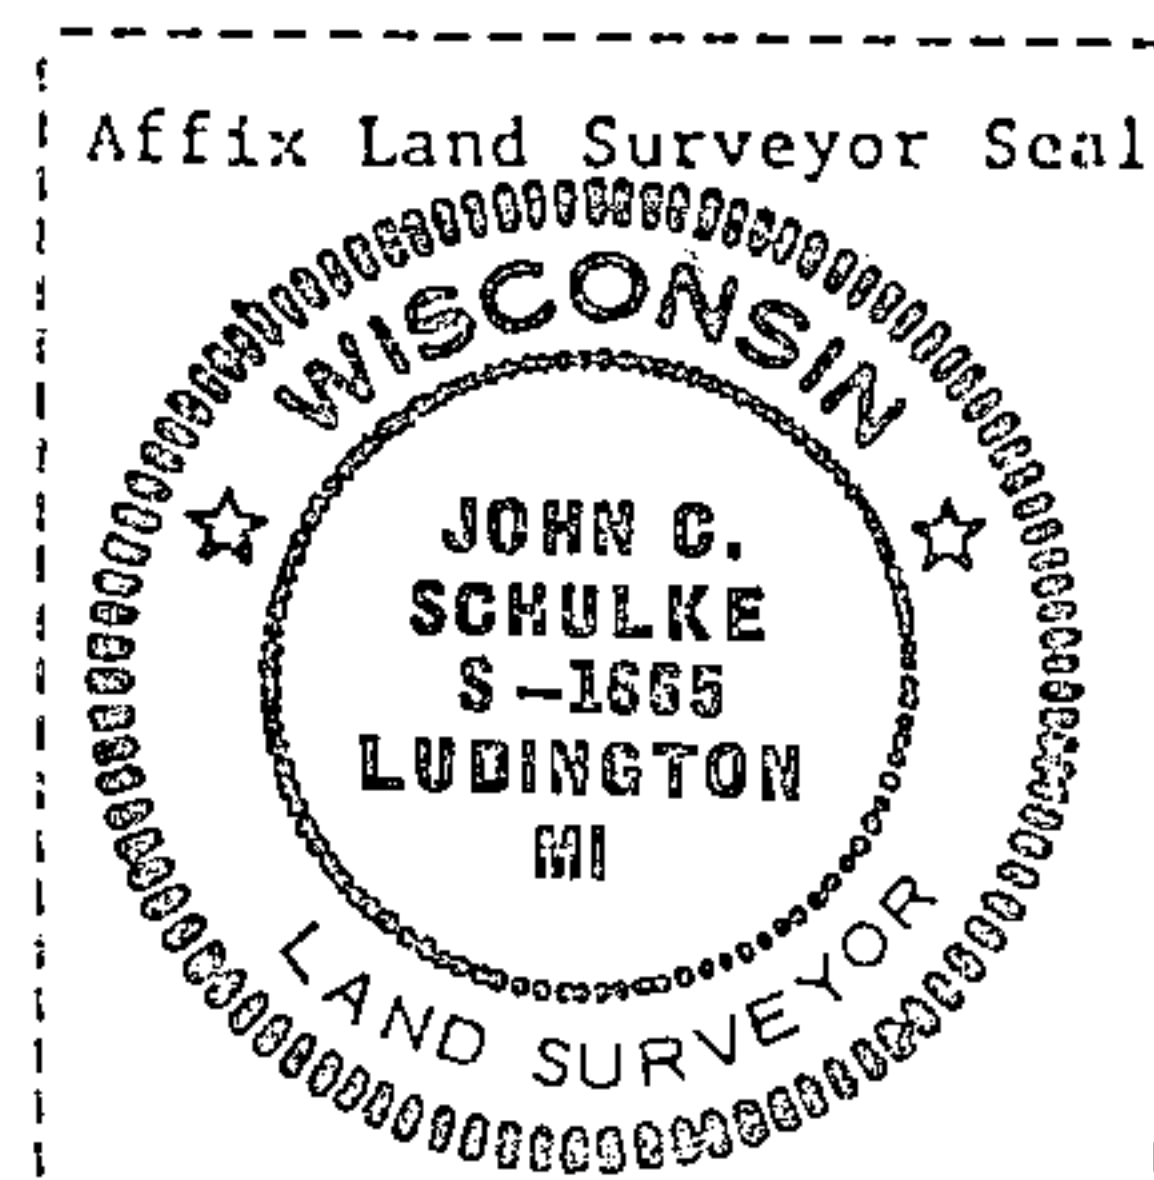 Affix Land Surveyor Seal
WISCONSIN
JOHN C.
SCHULKE
S-1665
LUDINGTON
MI
LAND SURVEYOR